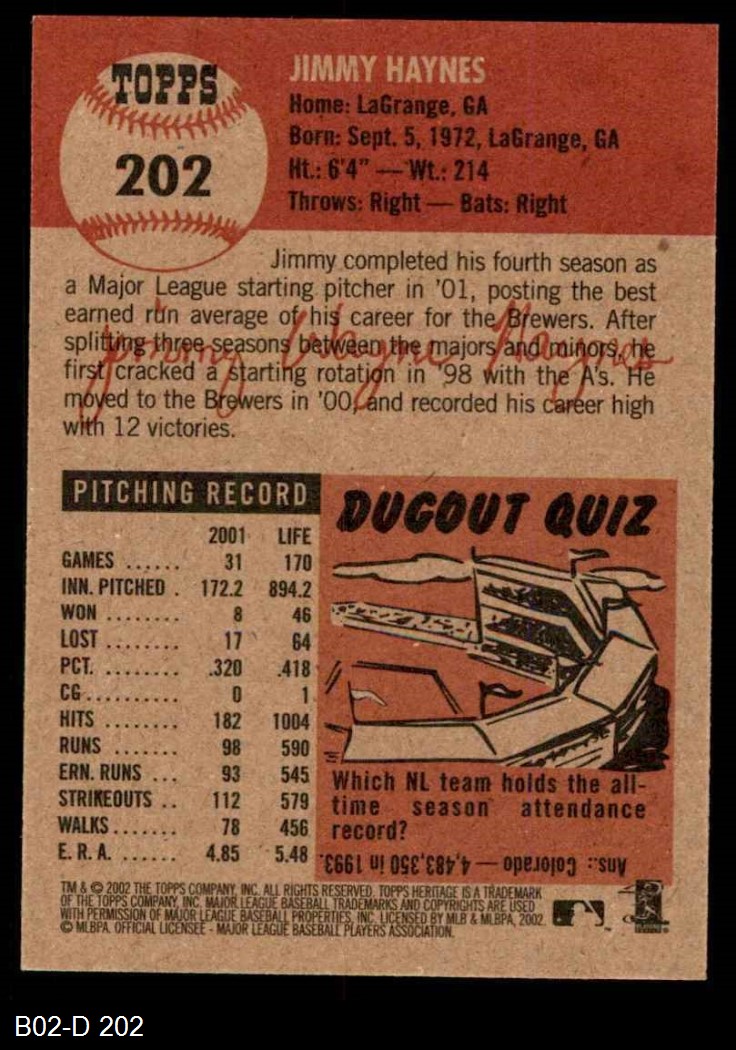 TOPPS
202
JIMMY HAYNES
Home: LaGrange, GA
Born: Sept. 5, 1972, LaGrange, GA
Ht.: 6'4" — Wt.: 214
Throws: Right — Bats: Right
Jimmy completed his fourth season as
a Major League starting pitcher in '01, posting the best
earned run average of his career for the Brewers. After
splitting three seasons between the majors and minors, he
first cracked a starting rotation in '98 with the A's. He
moved to the Brewers in '00, and recorded his career high
with 12 victories.
Jimmy Wayne Haynes
PITCHING RECORD
2001 LIFE
GAMES ...... 31 170
INN. PITCHED . 172.2 894.2
WON ........ 8 46
LOST ........ 17 64
PCT. ........ .320 .418
CG.......... 0 1
HITS ........ 182 1004
RUNS ....... 98 590
ERN. RUNS ... 93 545
STRIKEOUTS .. 112 579
WALKS....... 78 456
E. R. A. ...... 4.85 5.48
DUGOUT QUIZ
Which NL team holds the all-
time season attendance
record?
Ans.: Colorado — 4,483,350 in 1993.
TM & © 2002 THE TOPPS COMPANY, INC. ALL RIGHTS RESERVED. TOPPS HERITAGE IS A TRADEMARK
OF THE TOPPS COMPANY, INC. MAJOR LEAGUE BASEBALL TRADEMARKS AND COPYRIGHTS ARE USED
WITH PERMISSION OF MAJOR LEAGUE BASEBALL PROPERTIES, INC. LICENSED BY MLB & MLBPA, 2002.
© MLBPA. OFFICIAL LICENSEE - MAJOR LEAGUE BASEBALL PLAYERS ASSOCIATION.
B02-D 202